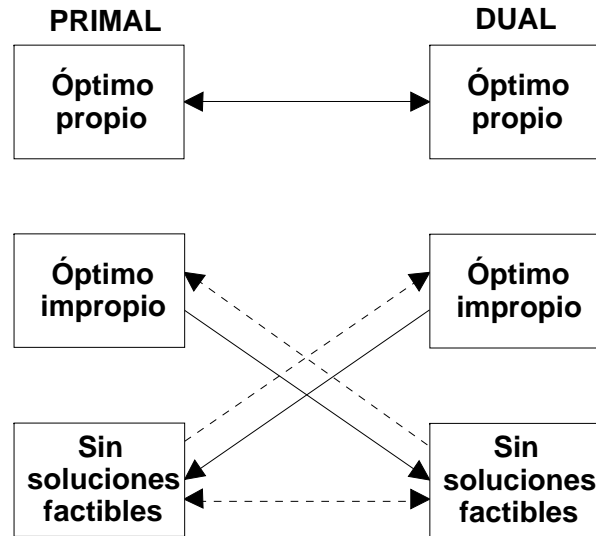 PRIMAL
DUAL
Óptimo
propio
Óptimo
propio
Óptimo
impropio
Óptimo
impropio
Sin
soluciones
factibles
Sin
soluciones
factibles